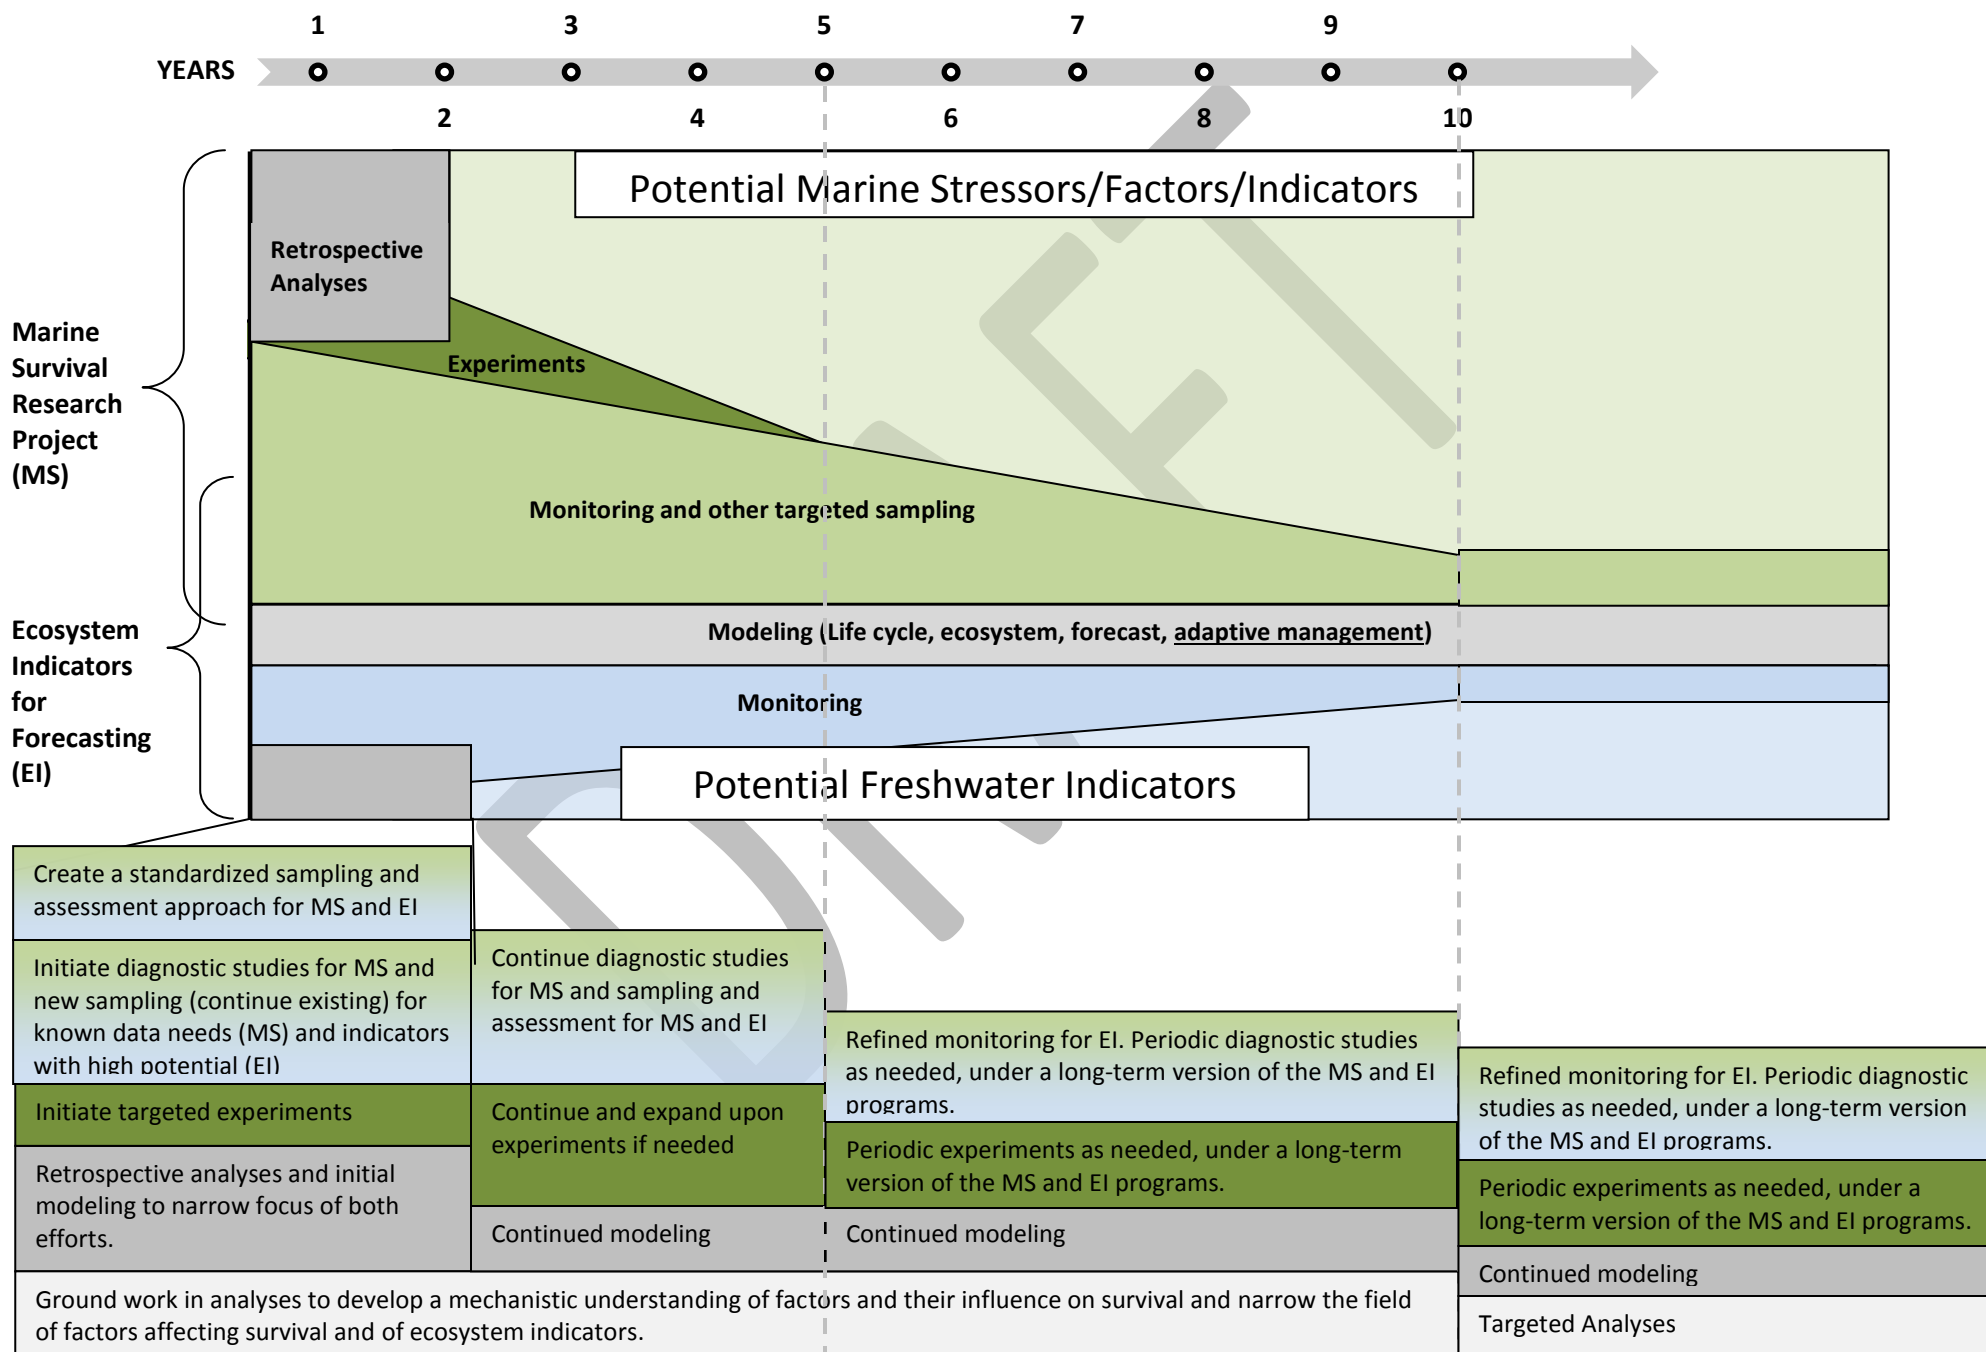 1 3 5 7 9
YEARS
2 4 6 8 10
Potential Marine Stressors/Factors/Indicators
Retrospective
Analyses
Experiments
Marine
Survival
Research
Project
(MS)
Monitoring and other targeted sampling
Ecosystem
Indicators
for
Forecasting
(EI)
Modeling (Life cycle, ecosystem, forecast, adaptive management)
Monitoring
Potential Freshwater Indicators
Create a standardized sampling and
assessment approach for MS and EI
Initiate diagnostic studies for MS and
new sampling (continue existing) for
known data needs (MS) and indicators
with high potential (EI)
Initiate targeted experiments
Retrospective analyses and initial
modeling to narrow focus of both
efforts.
Continue diagnostic studies
for MS and sampling and
assessment for MS and EI
Continue and expand upon
experiments if needed
Continued modeling
Refined monitoring for EI. Periodic diagnostic studies
as needed, under a long-term version of the MS and EI
programs.
Periodic experiments as needed, under a long-term
version of the MS and EI programs.
Continued modeling
Refined monitoring for EI. Periodic diagnostic
studies as needed, under a long-term version
of the MS and EI programs.
Periodic experiments as needed, under a
long-term version of the MS and EI programs.
Continued modeling
Ground work in analyses to develop a mechanistic understanding of factors and their influence on survival and narrow the field
of factors affecting survival and of ecosystem indicators.
Targeted Analyses
DRAFT